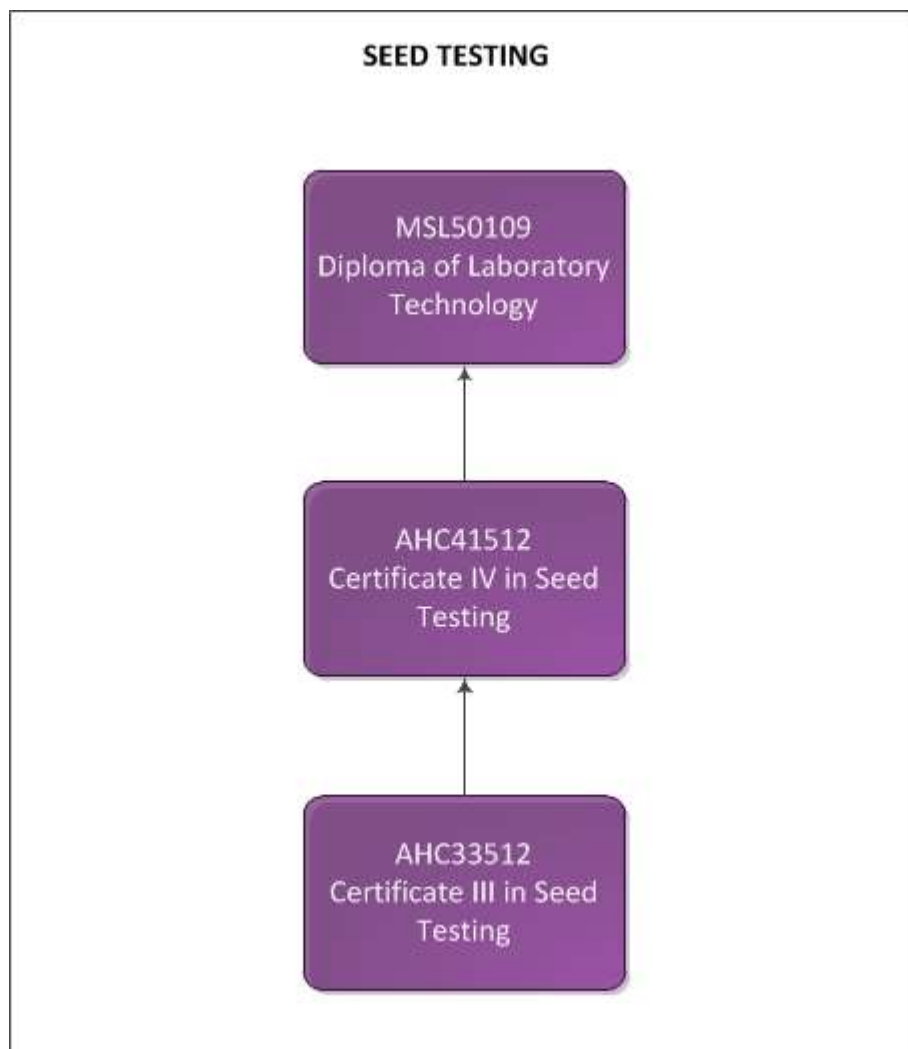 SEED TESTING
MSL50109
Diploma of Laboratory
Technology
AHC41512
Certificate IV in Seed
Testing
AHC33512
Certificate III in Seed
Testing